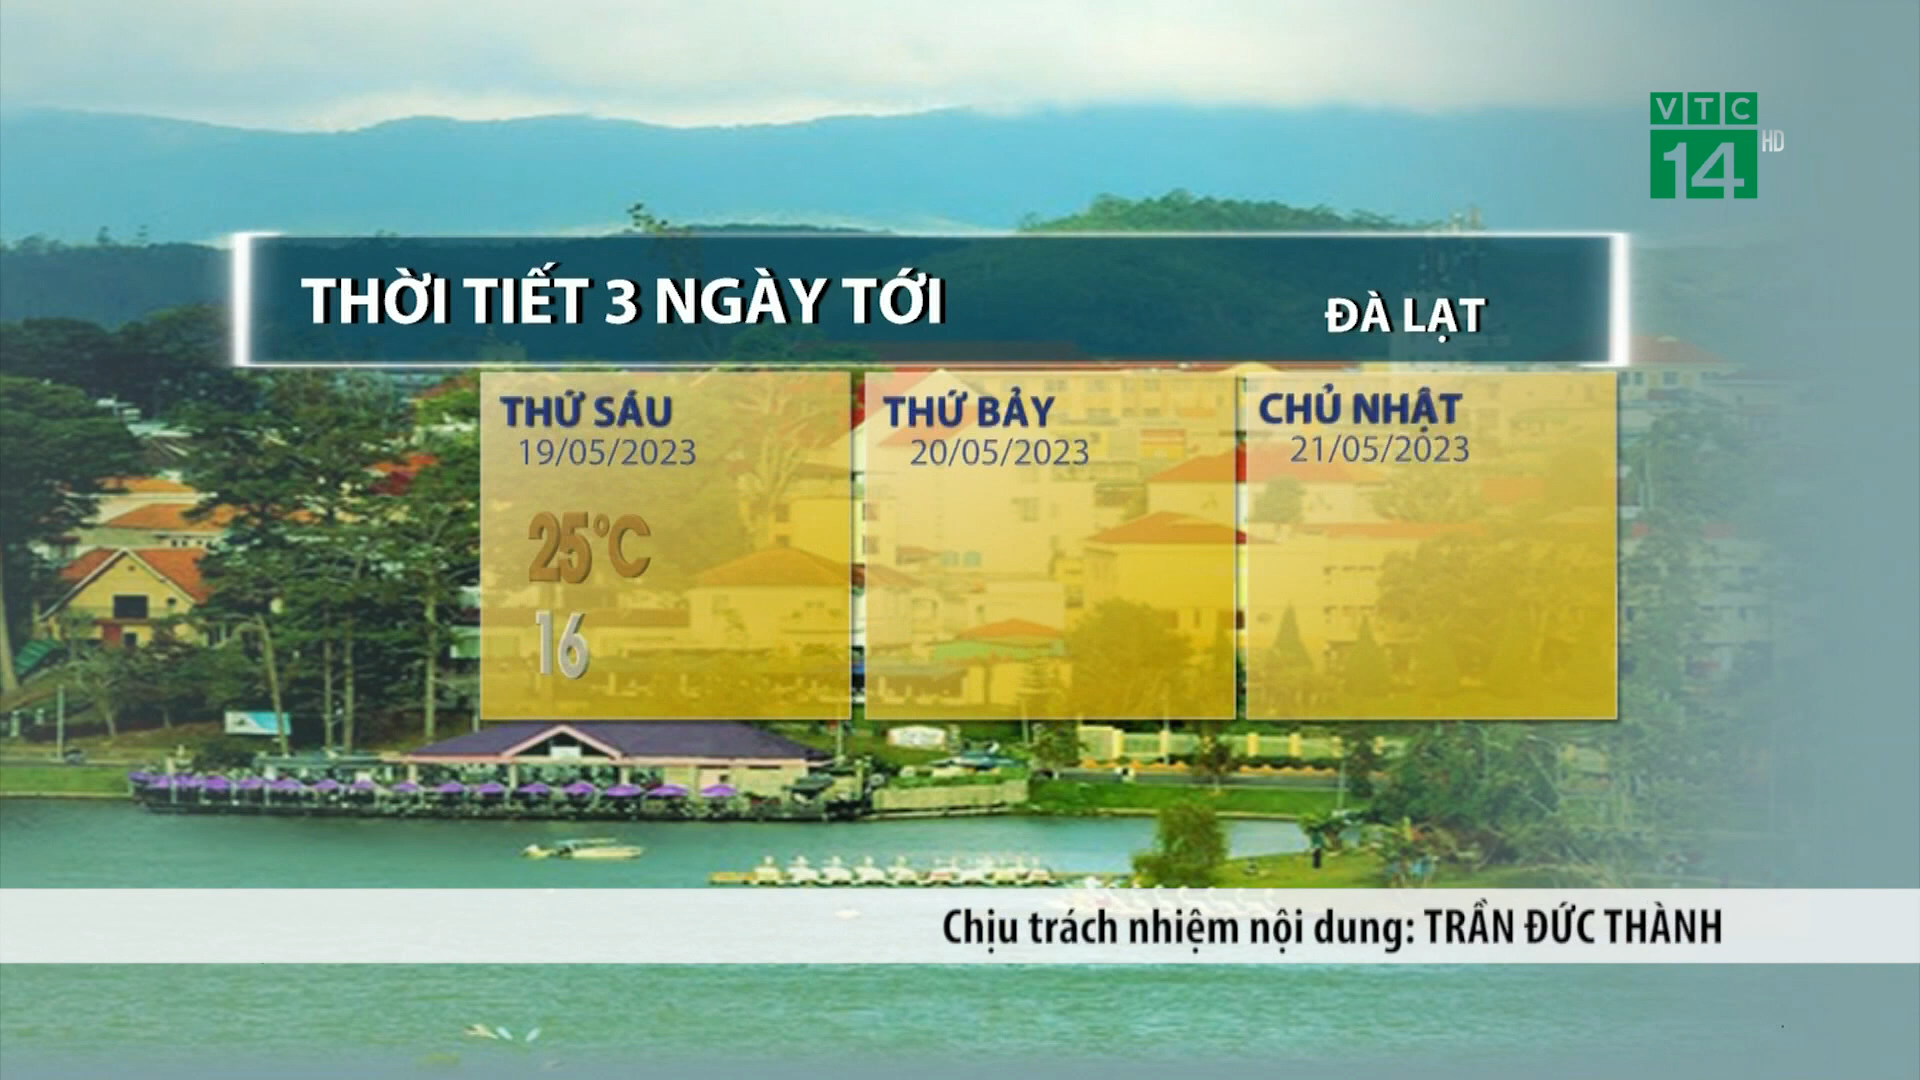 VTC
14 HD
THỜI TIẾT 3 NGÀY TỚI
ĐÀ LẠT
THỨ SÁU
19/05/2023
25°C
16
THỨ BẢY
20/05/2023
CHỦ NHẬT
21/05/2023
Chịu trách nhiệm nội dung: TRẦN ĐỨC THÀNH